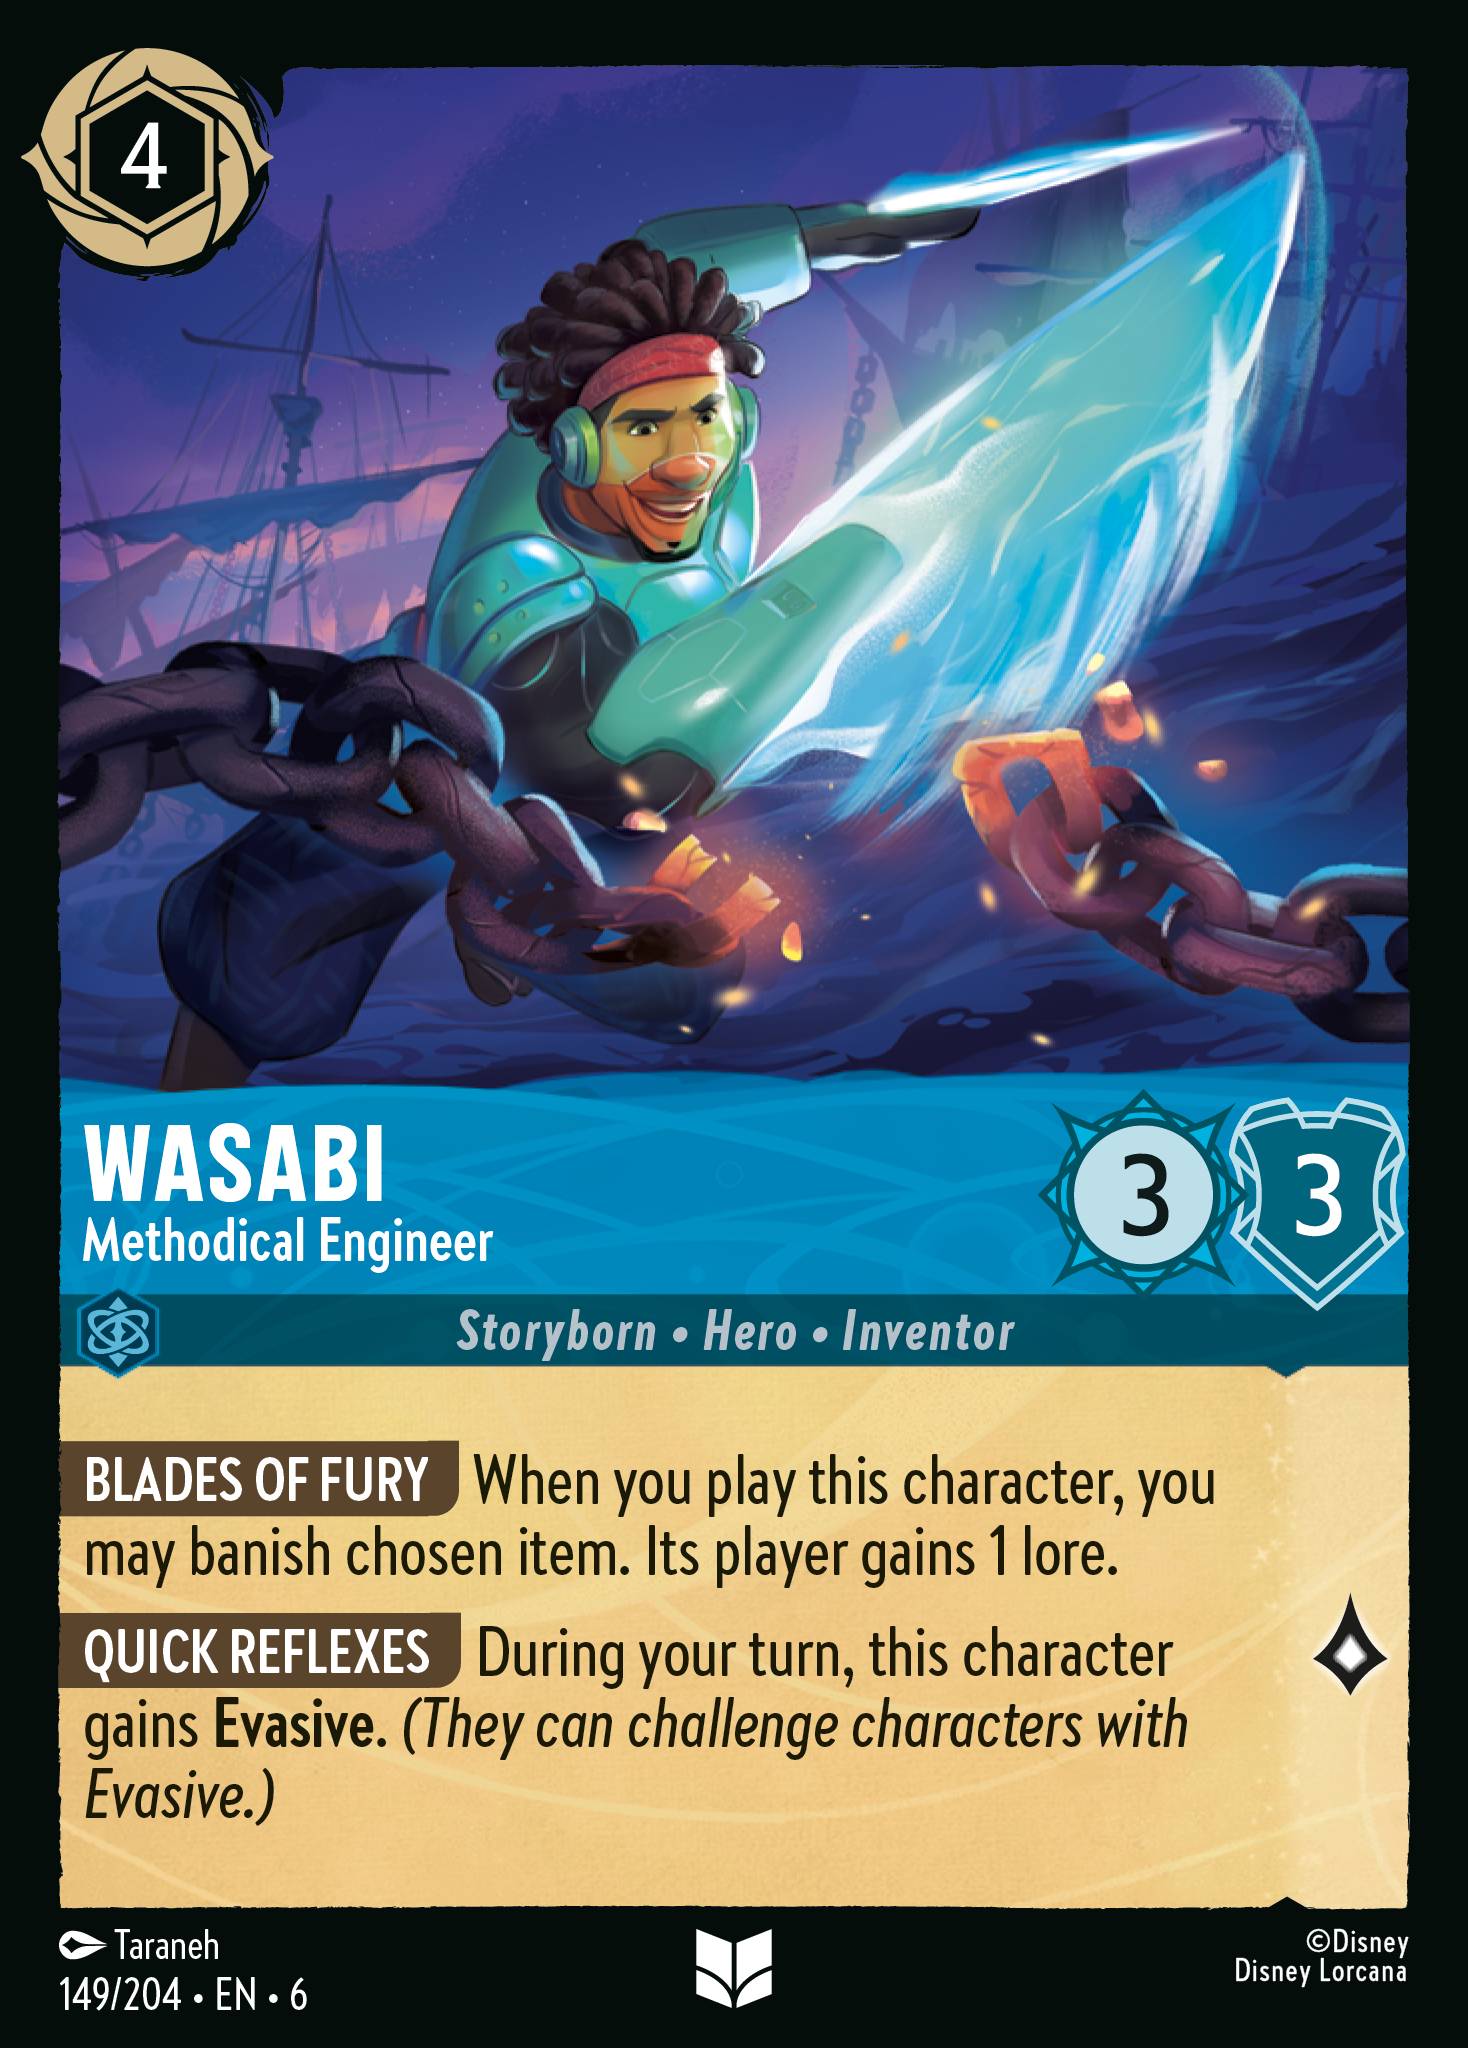 4
WASABI
Methodical Engineer
3
3
Storyborn • Hero • Inventor
BLADES OF FURY When you play this character, you
may banish chosen item. Its player gains 1 lore.
QUICK REFLEXES During your turn, this character
gains Evasive. (They can challenge characters with
Evasive.)
Taraneh
149/204 • EN • 6
©Disney
Disney Lorcana